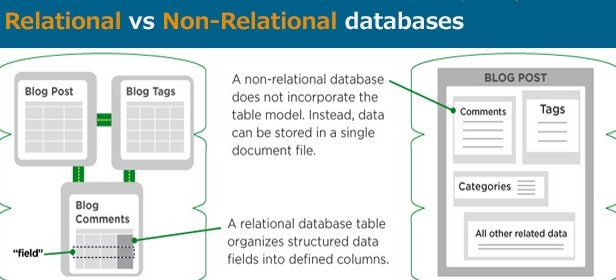 Relational vs Non-Relational databases
Blog Post
Blog Tags
Blog
Comments
"field"
A non-relational database
does not incorporate the
table model. Instead, data
can be stored in a single
document file.
A relational database table
organizes structured data
fields into defined columns.
BLOG POST
Comments
Tags
Categories
All other related data